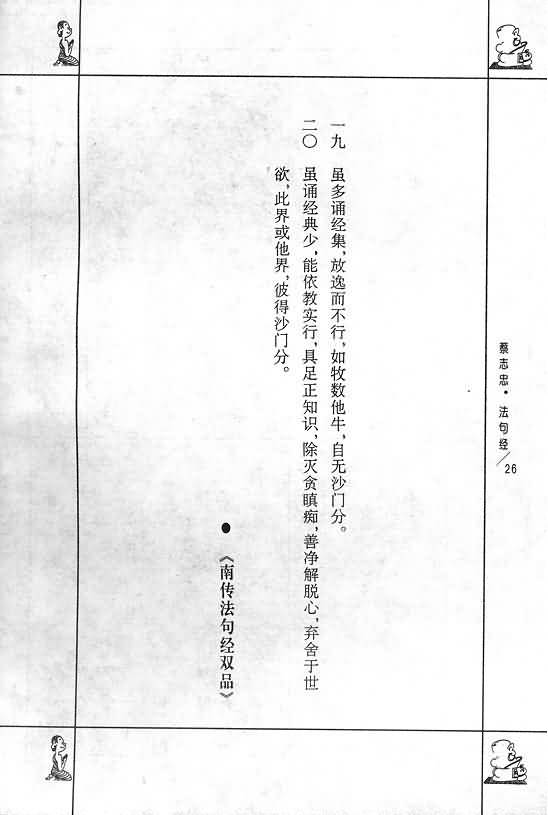 一九 虽多诵经集，放逸而不行，如牧数他牛，自无沙门分。
二〇 虽诵经典少，能依教实行，具足正知识，除灭贪瞋痴，善净解脱心，弃舍于世
欲，此界或他界，彼得沙门分。
●《南传法句经双品》
蔡志忠·法句经/26